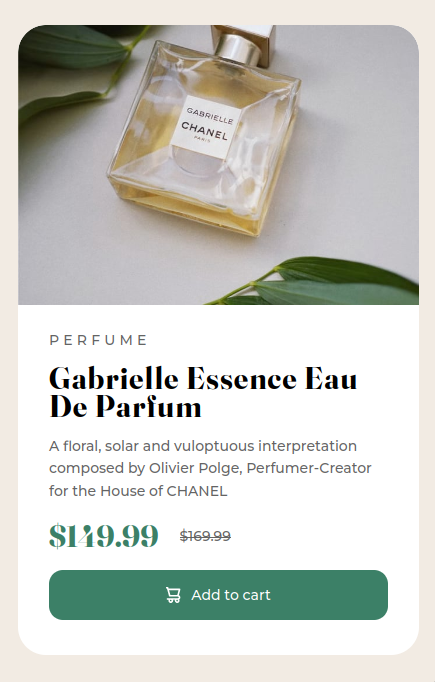 GABRIELLE
CHANEL
PARIS
PERFUME
Gabrielle Essence Eau
De Parfum
A floral, solar and vuloptuous interpretation
composed by Olivier Polge, Perfumer-Creator
for the House of CHANEL
$149.99 $169.99
Add to cart